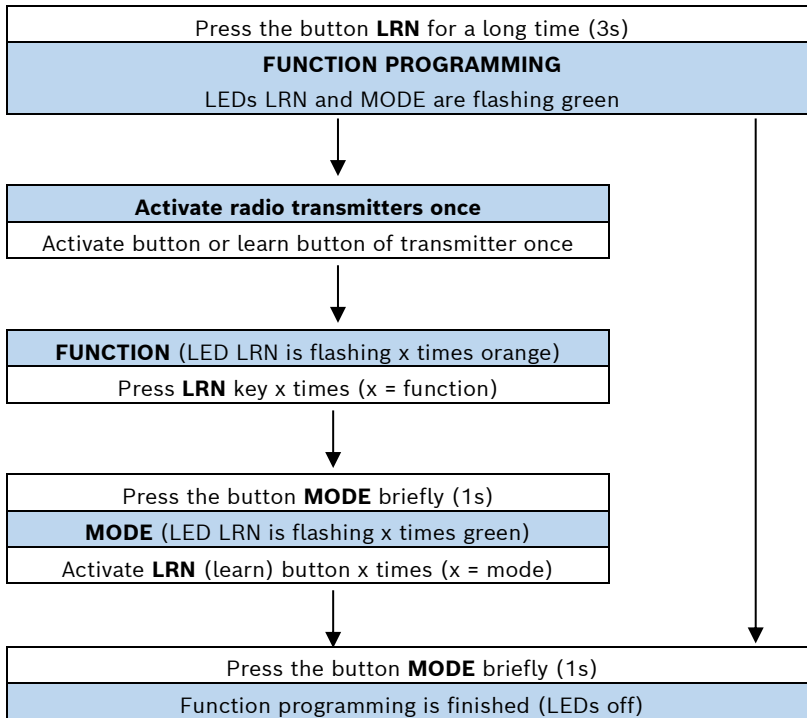 Press the button LRN for a long time (3s)
FUNCTION PROGRAMMING
LEDs LRN and MODE are flashing green
Activate radio transmitters once
Activate button or learn button of transmitter once
FUNCTION (LED LRN is flashing x times orange)
Press LRN key x times (x = function)
Press the button MODE briefly (1s)
MODE (LED LRN is flashing x times green)
Activate LRN (learn) button x times (x = mode)
Press the button MODE briefly (1s)
Function programming is finished (LEDs off)